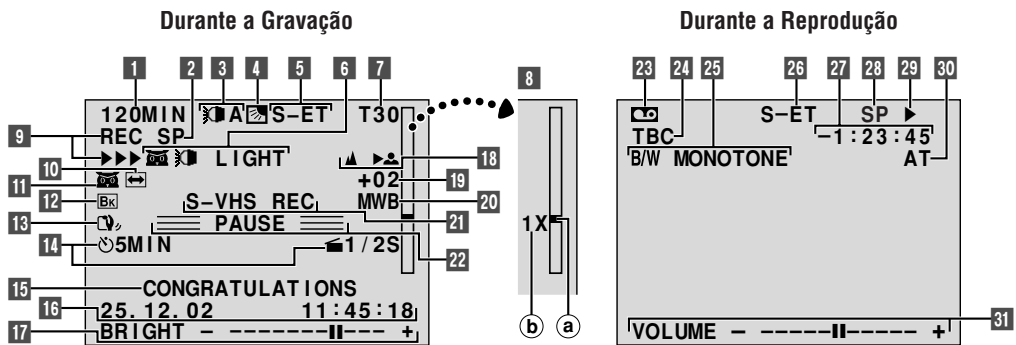 Durante a Gravação
1 2 3 4 5 6 7
120MIN A S–ET T30
9 REC SP
▶▶▶ LIGHT 18
10 +02 19
11 MWB 20
12 BK S–VHS REC 21
13 PAUSE 22
14 5MIN 1/2S
15 CONGRATULATIONS
16 25.12.02 11:45:18
17 BRIGHT – ------▮▮--- +
8
1X
b a
Durante a Reprodução
23 24 25 26 27 28 29 30
S–ET SP ▶
TBC –1:23:45
B/W MONOTONE AT
VOLUME – -----▮▮----- + 31